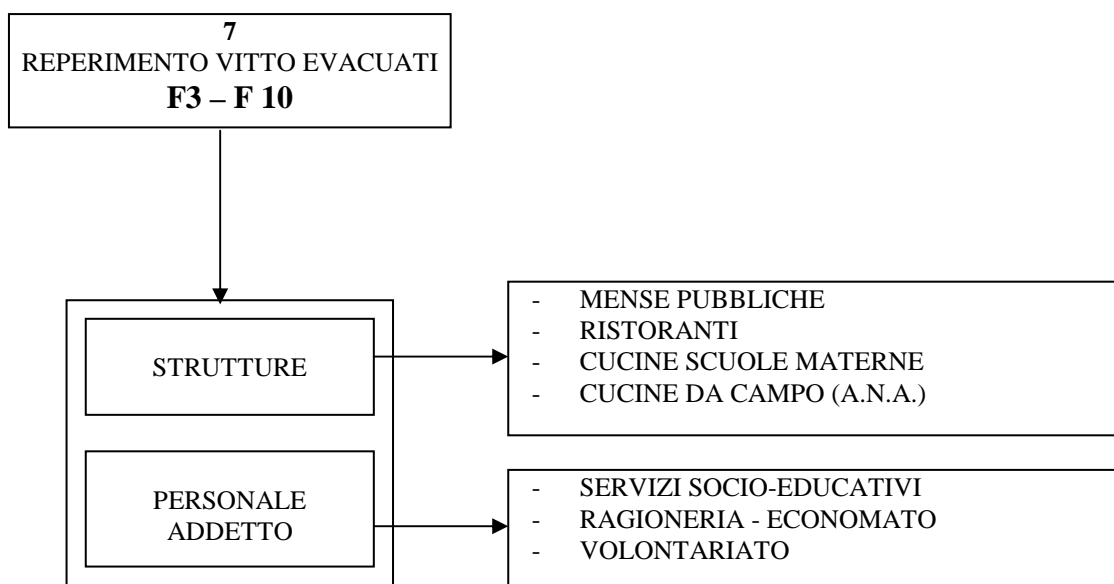 7
REPERIMENTO VITTO EVACUATI
F3 – F 10
STRUTTURE
- MENSE PUBBLICHE
- RISTORANTI
- CUCINE SCUOLE MATERNE
- CUCINE DA CAMPO (A.N.A.)
PERSONALE
ADDETTO
- SERVIZI SOCIO-EDUCATIVI
- RAGIONERIA - ECONOMATO
- VOLONTARIATO